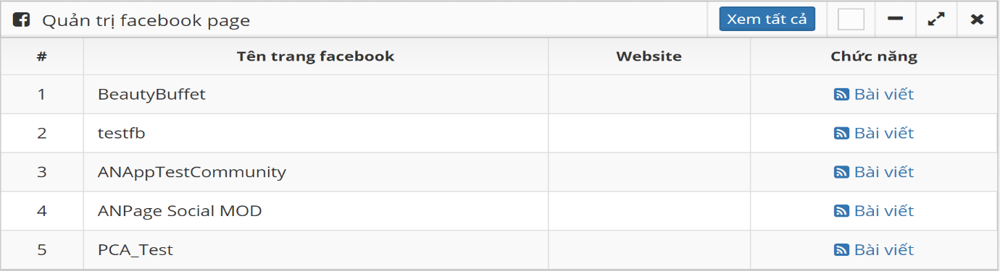 Quản trị facebook page Xem tất cả
# Tên trang facebook Website Chức năng
1 BeautyBuffet Bài viết
2 testfb Bài viết
3 ANAppTestCommunity Bài viết
4 ANPage Social MOD Bài viết
5 PCA_Test Bài viết